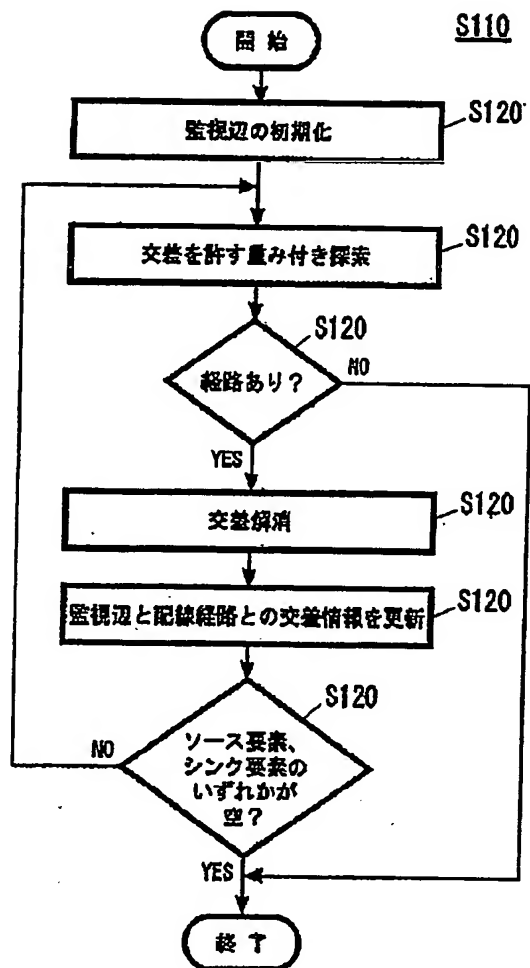 S110
開始
監視辺の初期化
S120
交差を許す重み付き探索
S120
経路あり?
S120
NO
YES
交差解消
S120
監視辺と配線経路との交差情報を更新
S120
ソース要素、
シンク要素の
いずれかが
空?
S120
NO
YES
終了